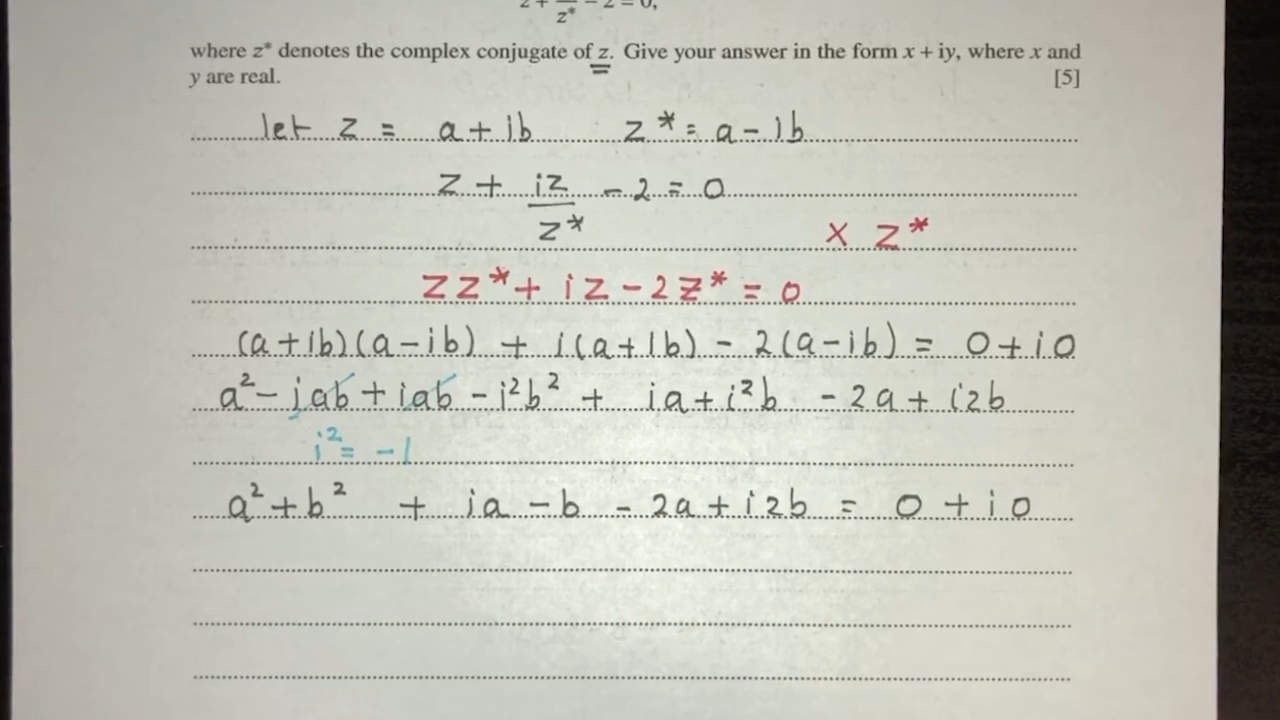 z + — − 2 = 0,
z*
where z* denotes the complex conjugate of z. Give your answer in the form x + iy, where x and
y are real. [5]
let z = a + ib z* = a − ib
z + iz/z* − 2 = 0
× z*
zz* + iz − 2z* = 0
(a + ib)(a − ib) + i(a + ib) − 2(a − ib) = 0 + i0
a² − iab + iab − i²b² + ia + i²b − 2a + i2b
i² = −1
a² + b² + ia − b − 2a + i2b = 0 + i0